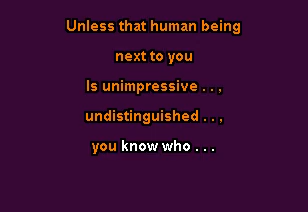 Unless that human being
next to you
Is unimpressive . . ,
undistinguished . . ,
you know who . . .